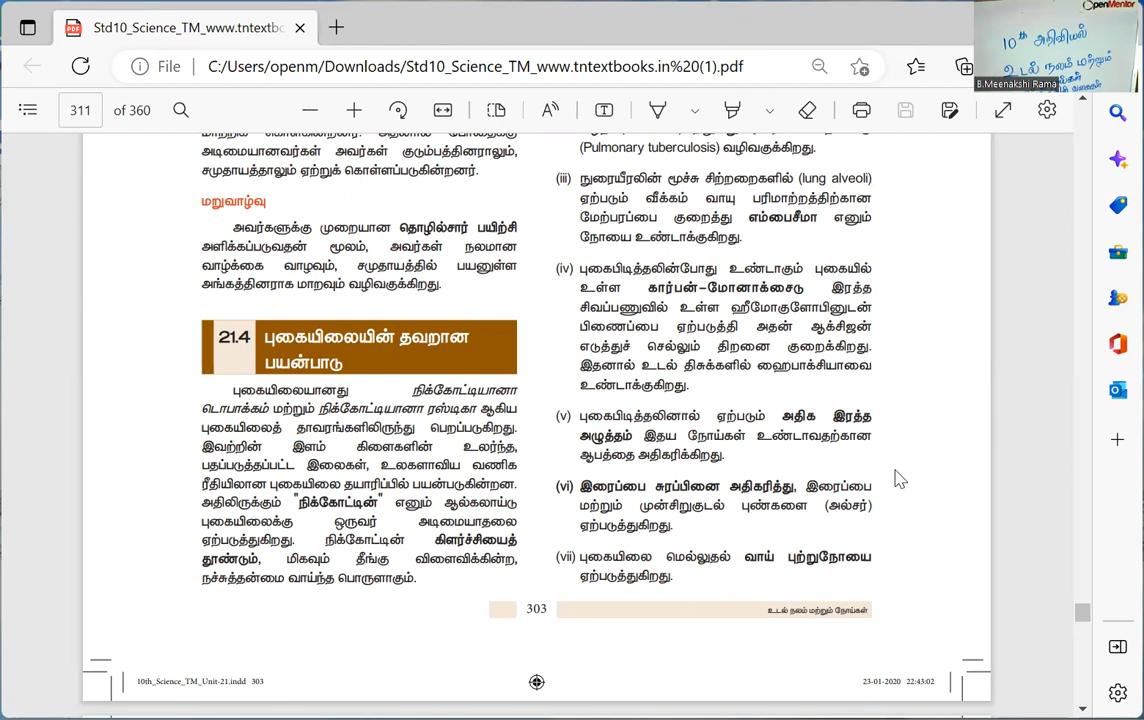 Std10_Science_TM_www.tntextbc
File C:/Users/openm/Downloads/Std10_Science_TM_www.tntextbooks.in%20(1).pdf
311 of 360
OpenMentor
10th அறிவியல்
உடல் நலம் மற்றும்
B.Meenakshi Rama
அடிமையானவர்கள் அவர்கள் குடும்பத்தினராலும்,
சமுதாயத்தாலும் ஏற்றுக் கொள்ளப்படுகின்றனர்.
மறுவாழ்வு
அவர்களுக்கு முறையான தொழில்சார் பயிற்சி
அளிக்கப்படுவதன் மூலம், அவர்கள் நலமான
வாழ்க்கை வாழவும், சமுதாயத்தில் பயனுள்ள
அங்கத்தினராக மாறவும் வழிவகுக்கிறது.
21.4 புகையிலையின் தவறான
பயன்பாடு
புகையிலையானது நிக்கோட்டியானா
டொபாக்கம் மற்றும் நிக்கோட்டியானா ரஸ்டிகா ஆகிய
புகையிலைத் தாவரங்களிலிருந்து பெறப்படுகிறது.
இவற்றின் இளம் கிளைகளின் உலர்ந்த,
பதப்படுத்தப்பட்ட இலைகள், உலகளாவிய வணிக
ரீதியிலான புகையிலை தயாரிப்பில் பயன்படுகின்றன.
அதிலிருக்கும் "நிக்கோட்டின்" எனும் ஆல்கலாய்டு
புகையிலைக்கு ஒருவர் அடிமையாதலை
ஏற்படுத்துகிறது. நிக்கோட்டின் கிளர்ச்சியைத்
தூண்டும், மிகவும் தீங்கு விளைவிக்கின்ற,
நச்சுத்தன்மை வாய்ந்த பொருளாகும்.
(Pulmonary tuberculosis) வழிவகுக்கிறது.
(iii) நுரையீரலின் மூச்சு சிற்றறைகளில் (lung alveoli)
ஏற்படும் வீக்கம் வாயு பரிமாற்றத்திற்கான
மேற்பரப்பை குறைத்து எம்பைசீமா எனும்
நோயை உண்டாக்குகிறது.
(iv) புகைபிடித்தலின்போது உண்டாகும் புகையில்
உள்ள கார்பன்-மோனாக்சைடு இரத்த
சிவப்பணுவில் உள்ள ஹீமோகுளோபினுடன்
பிணைப்பை ஏற்படுத்தி அதன் ஆக்சிஜன்
எடுத்துச் செல்லும் திறனை குறைக்கிறது.
இதனால் உடல் திசுக்களில் ஹைபாக்சியாவை
உண்டாக்குகிறது.
(v) புகைபிடித்தலினால் ஏற்படும் அதிக இரத்த
அழுத்தம் இதய நோய்கள் உண்டாவதற்கான
ஆபத்தை அதிகரிக்கிறது.
(vi) இரைப்பை சுரப்பினை அதிகரித்து, இரைப்பை
மற்றும் முன்சிறுகுடல் புண்களை (அல்சர்)
ஏற்படுத்துகிறது.
(vii) புகையிலை மெல்லுதல் வாய் புற்றுநோயை
ஏற்படுத்துகிறது.
303 உடல் நலம் மற்றும் நோய்கள்
10th_Science_TM_Unit-21.indd 303 23-01-2020 22:43:02